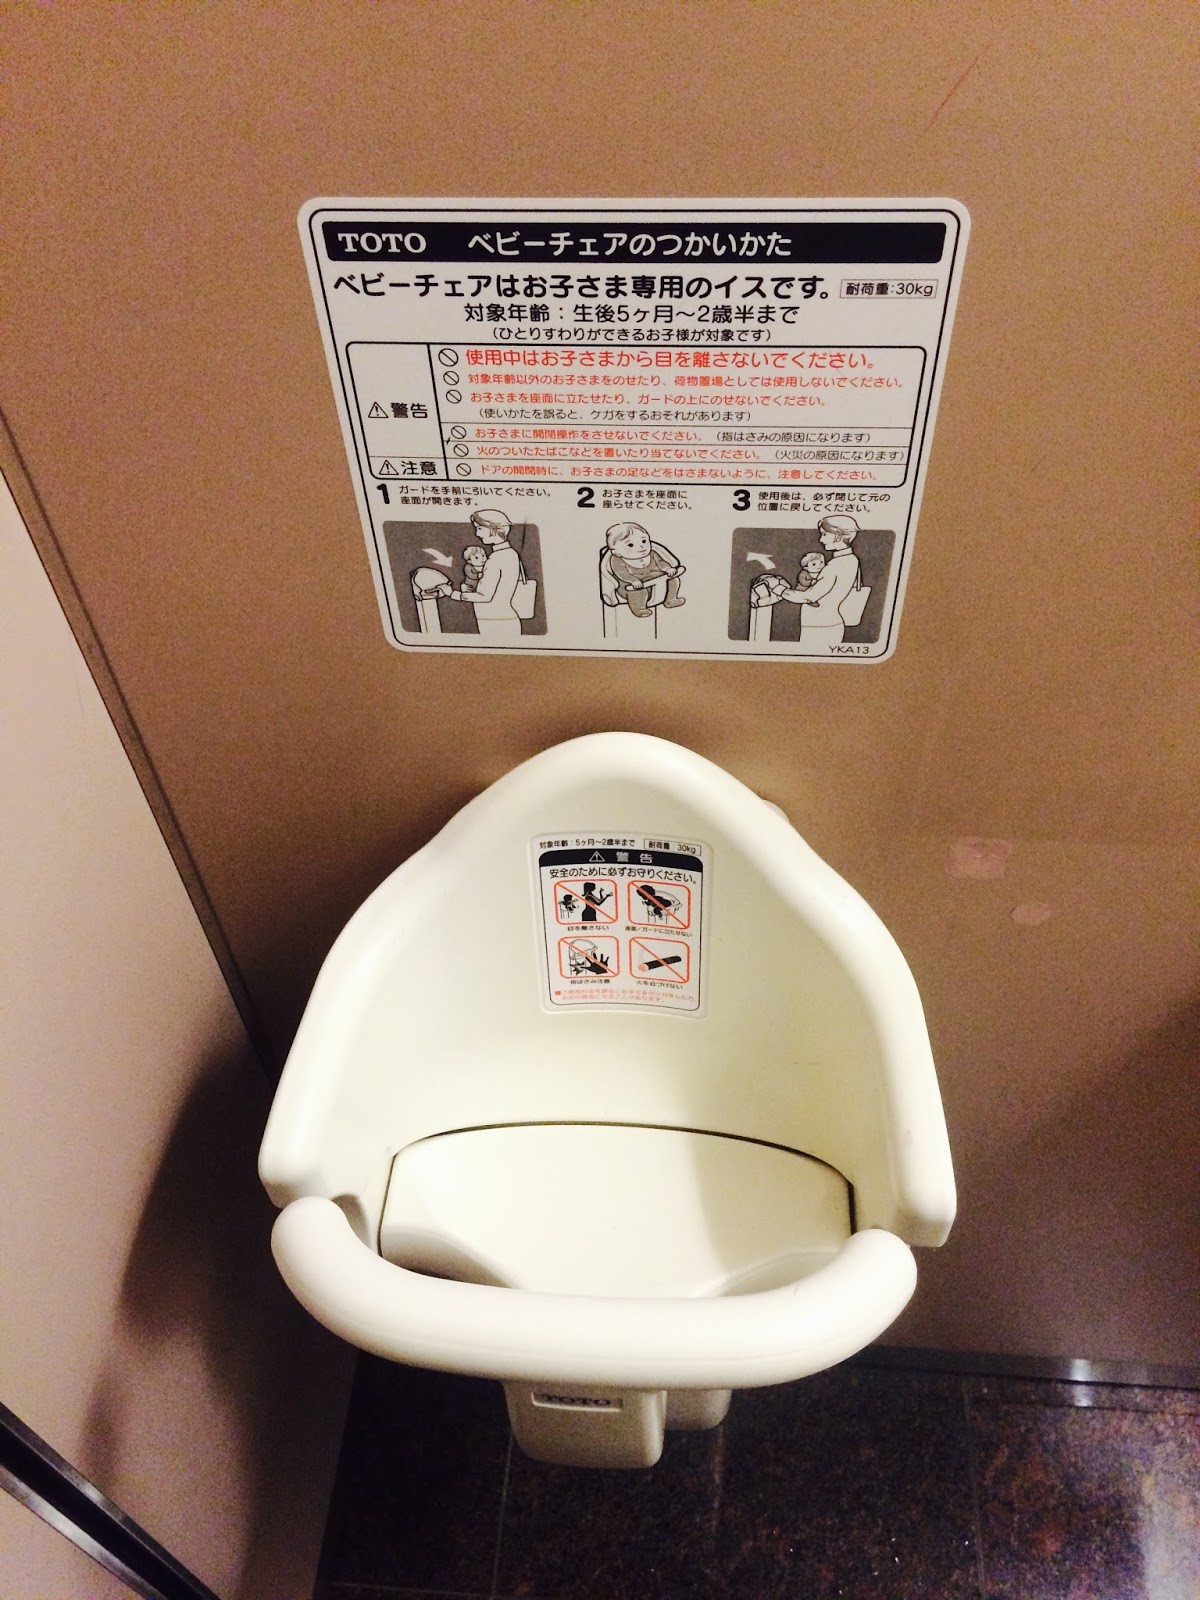 TOTO ベビーチェアのつかいかた
ベビーチェアはお子さま専用のイスです。 耐荷重:30kg
対象年齢：生後5ヶ月〜2歳半まで
(ひとりすわりができるお子様が対象です)
警告
使用中はお子さまから目を離さないでください。
対象年齢以外のお子さまをのせたり、荷物置場としては使用しないでください。
お子さまを座面に立たせたり、ガードの上にのせないでください。
(使いかたを誤ると、ケガをするおそれがあります)
お子さまに開閉操作をさせないでください。(指はさみの原因になります)
火のついたたばこなどを置いたり当てないでください。(火災の原因になります)
注意
ドアの開閉時に、お子さまの足などをはさまないように、注意してください。
1 ガードを手前に引いてください。
座面が開きます。
2 お子さまを座面に
座らせてください。
3 使用後は、必ず閉じて元の
位置に戻してください。
YKA13
対象年齢：5ヶ月〜2歳半まで 耐荷重：30kg
警告
安全のために必ずお守りください。
目を離さない
座面/ガードに立たせない
指はさみ注意
火を近づけない
TOTO